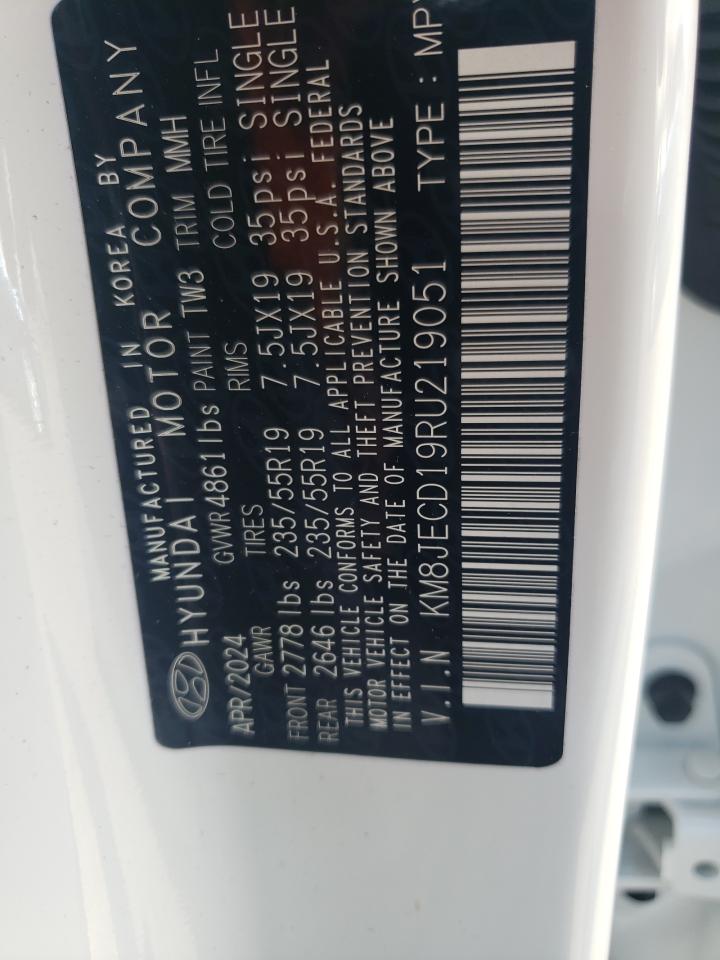 MANUFACTURED IN KOREA BY
HYUNDAI MOTOR COMPANY
APR/2024 GVWR 4861lbs PAINT TW3 TRIM MMH
GAWR TIRES RIMS COLD TIRE INFL
FRONT 2778 lbs 235/55R19 7.5JX19 35psi SINGLE
REAR 2646 lbs 235/55R19 7.5JX19 35psi SINGLE
THIS VEHICLE CONFORMS TO ALL APPLICABLE U.S.A. FEDERAL
MOTOR VEHICLE SAFETY AND THEFT PREVENTION STANDARDS
IN EFFECT ON THE DATE OF MANUFACTURE SHOWN ABOVE
V.I.N KM8JECD19RU219051 TYPE : MPV